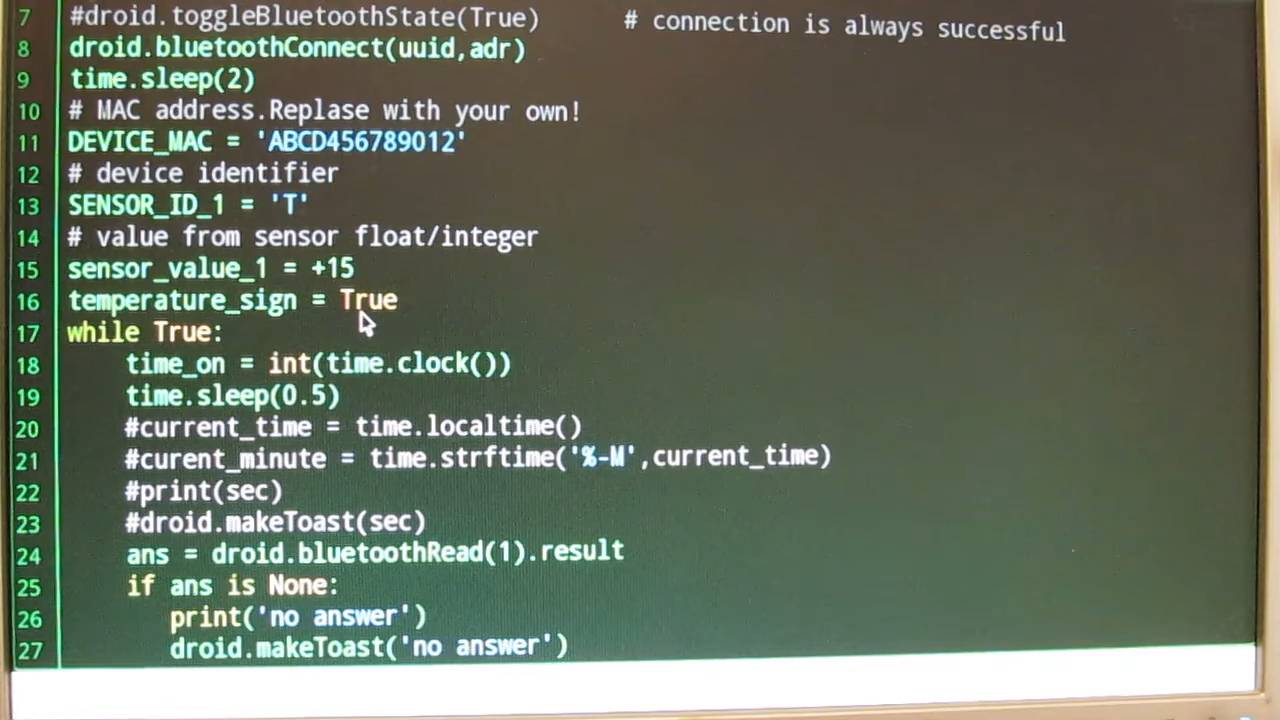 7 #droid.toggleBluetoothState(True) # connection is always successful
8 droid.bluetoothConnect(uuid,adr)
9 time.sleep(2)
10 # MAC address.Replase with your own!
11 DEVICE_MAC = 'ABCD456789012'
12 # device identifier
13 SENSOR_ID_1 = 'T'
14 # value from sensor float/integer
15 sensor_value_1 = +15
16 temperature_sign = True
17 while True:
18 time_on = int(time.clock())
19 time.sleep(0.5)
20 #current_time = time.localtime()
21 #curent_minute = time.strftime('%-M',current_time)
22 #print(sec)
23 #droid.makeToast(sec)
24 ans = droid.bluetoothRead(1).result
25 if ans is None:
26 print('no answer')
27 droid.makeToast('no answer')